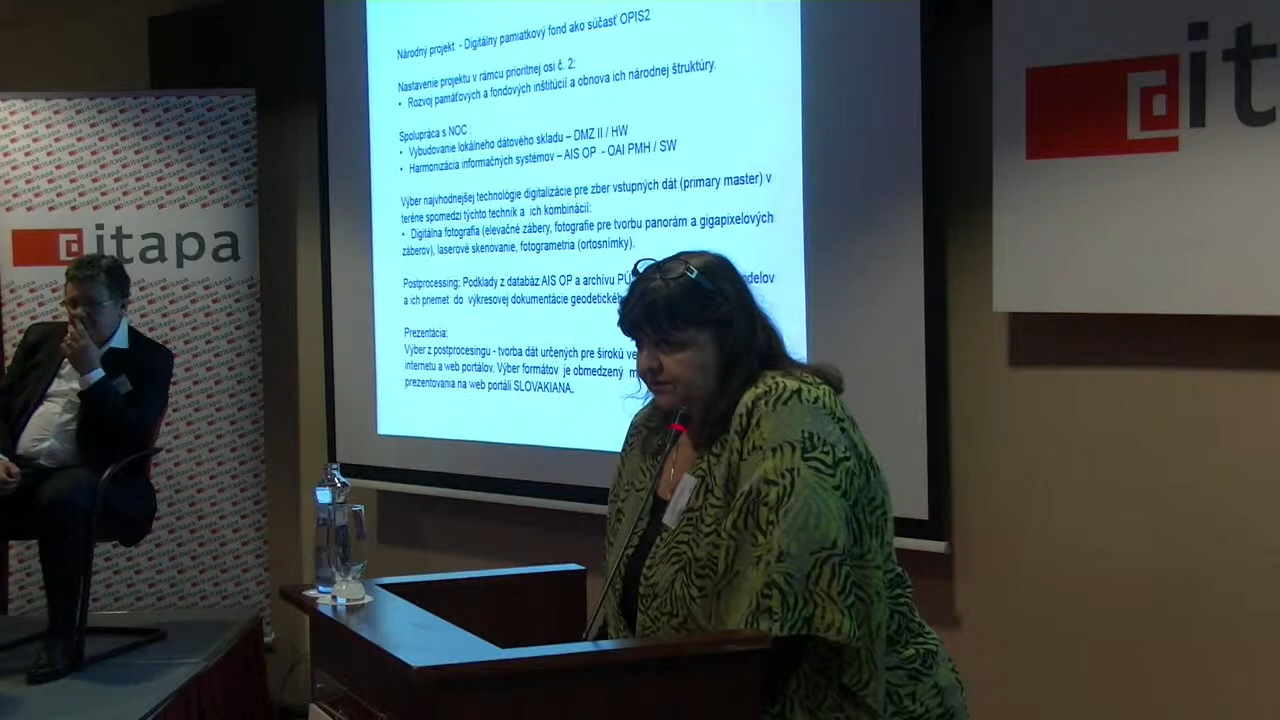 Národný projekt - Digitálny pamiatkový fond ako súčasť OPIS2
Nastavenie projektu v rámci prioritnej osi č. 2:
• Rozvoj pamäťových a fondových inštitúcií a obnova ich národnej štruktúry.
Spolupráca s NOC :
• Vybudovanie lokálneho dátového skladu – DMZ II / HW
• Harmonizácia informačných systémov – AIS OP - OAI PMH / SW
Výber najvhodnejšej technológie digitalizácie pre zber vstupných dát (primary master) v
teréne spomedzi týchto techník a ich kombinácií:
• Digitálna fotografia (elevačné zábery, fotografie pre tvorbu panorám a gigapixelových
záberov), laserové skenovanie, fotogrametria (ortosnímky).
Postprocessing: Podklady z databáz AIS OP a archívu
a ich priemet do výkresovej dokumentácie
Prezentácia:
Výber z postprocesingu - tvorba dát určených pre širokú
internetu a web portálov. Výber formátov je obmedzený
prezentovania na web portáli SLOVAKIANA.
itapa
it